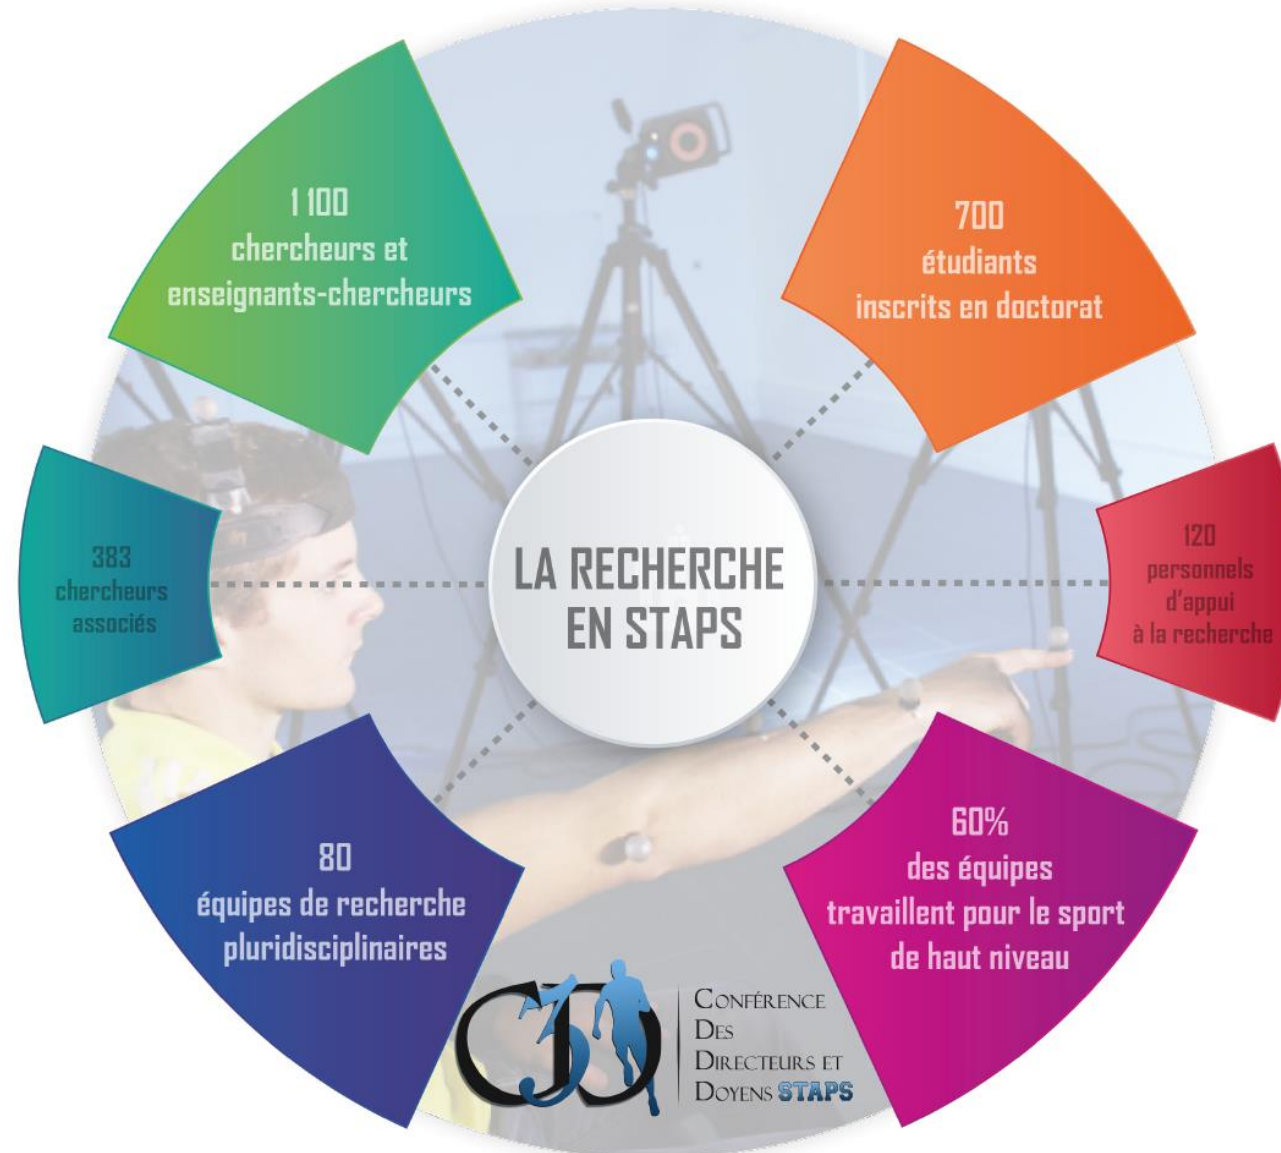 1 100
chercheurs et
enseignants-chercheurs
700
étudiants
inscrits en doctorat
383
chercheurs
associés
LA RECHERCHE
EN STAPS
120
personnels
d'appui
à la recherche
80
équipes de recherche
pluridisciplinaires
60%
des équipes
travaillent pour le sport
de haut niveau
C3D
CONFÉRENCE
DES
DIRECTEURS ET
DOYENS STAPS